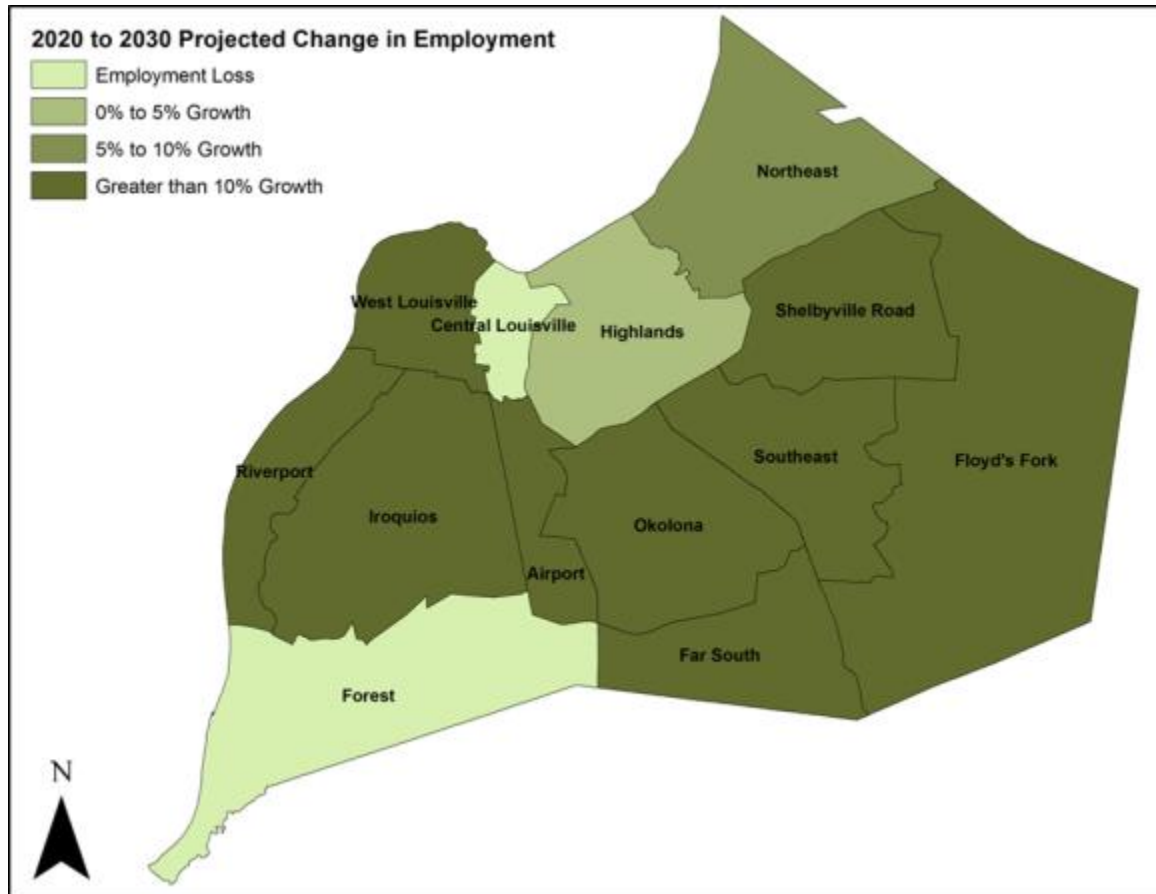 2020 to 2030 Projected Change in Employment
Employment Loss
0% to 5% Growth
5% to 10% Growth
Greater than 10% Growth
Northeast
West Louisville
Central Louisville
Highlands
Shelbyville Road
Riverport
Iroquios
Okolona
Southeast
Floyd's Fork
Airport
Far South
Forest
N